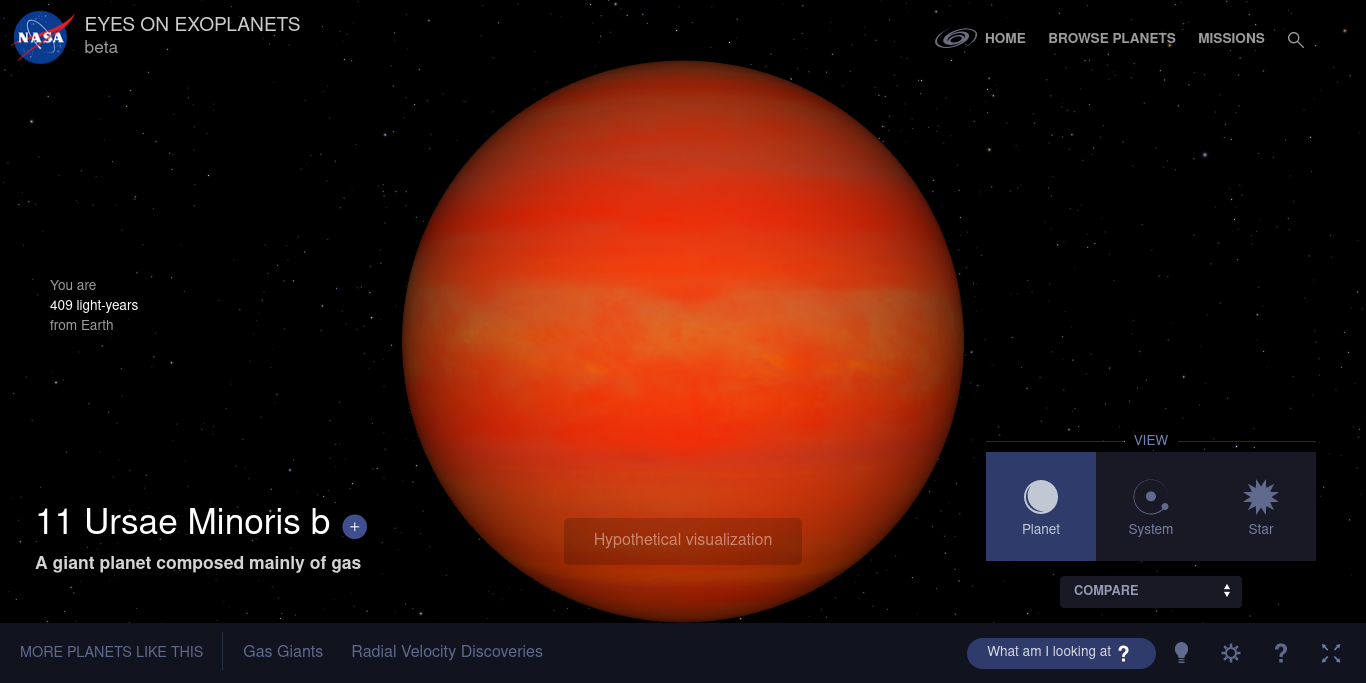 NASA
EYES ON EXOPLANETS
beta
HOME
BROWSE PLANETS
MISSIONS
You are
409 light-years
from Earth
VIEW
Planet
System
Star
COMPARE
11 Ursae Minoris b +
A giant planet composed mainly of gas
Hypothetical visualization
MORE PLANETS LIKE THIS
Gas Giants
Radial Velocity Discoveries
What am I looking at ?
?